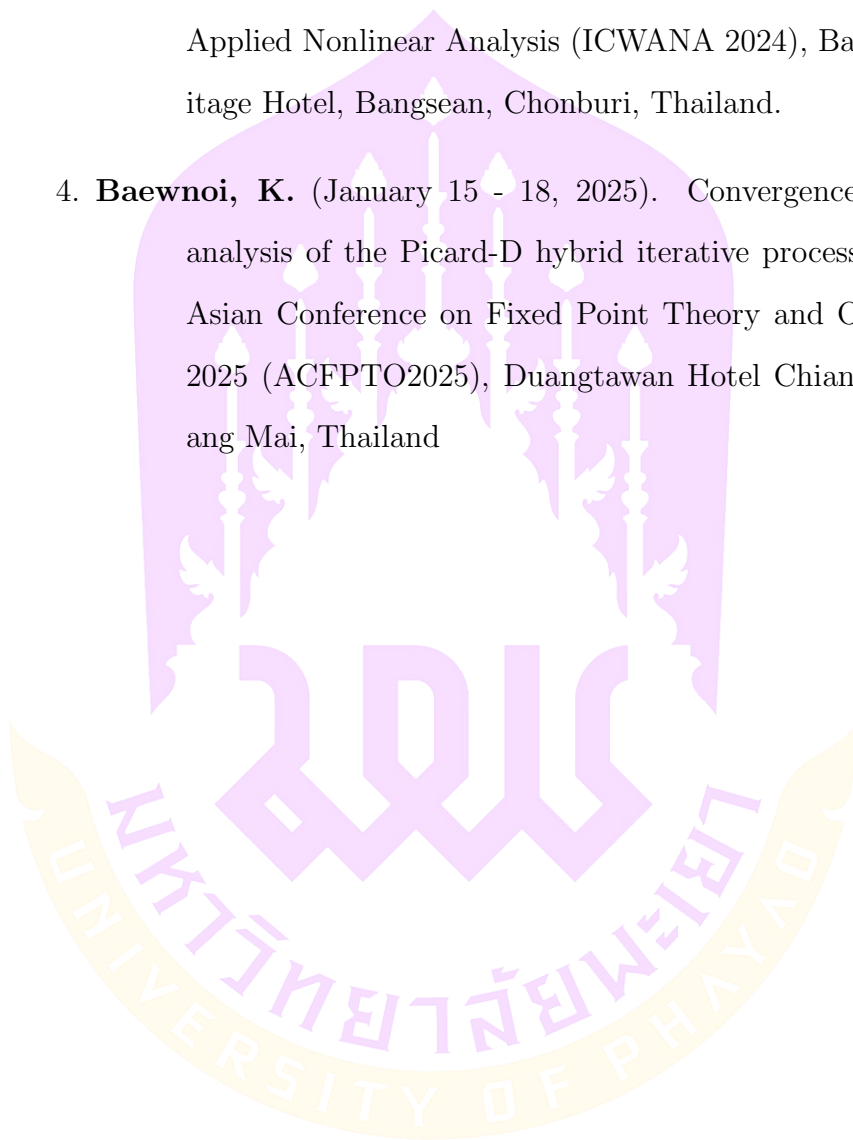 Applied Nonlinear Analysis (ICWANA 2024), Ba
itage Hotel, Bangsean, Chonburi, Thailand.
4. Baewnoi, K. (January 15 - 18, 2025). Convergence
analysis of the Picard-D hybrid iterative process
Asian Conference on Fixed Point Theory and
2025 (ACFPTO2025), Duangtawan Hotel Chian
ang Mai, Thailand
มหาวิทยาลัยพะเยา
UNIVERSITY OF PHAYAO